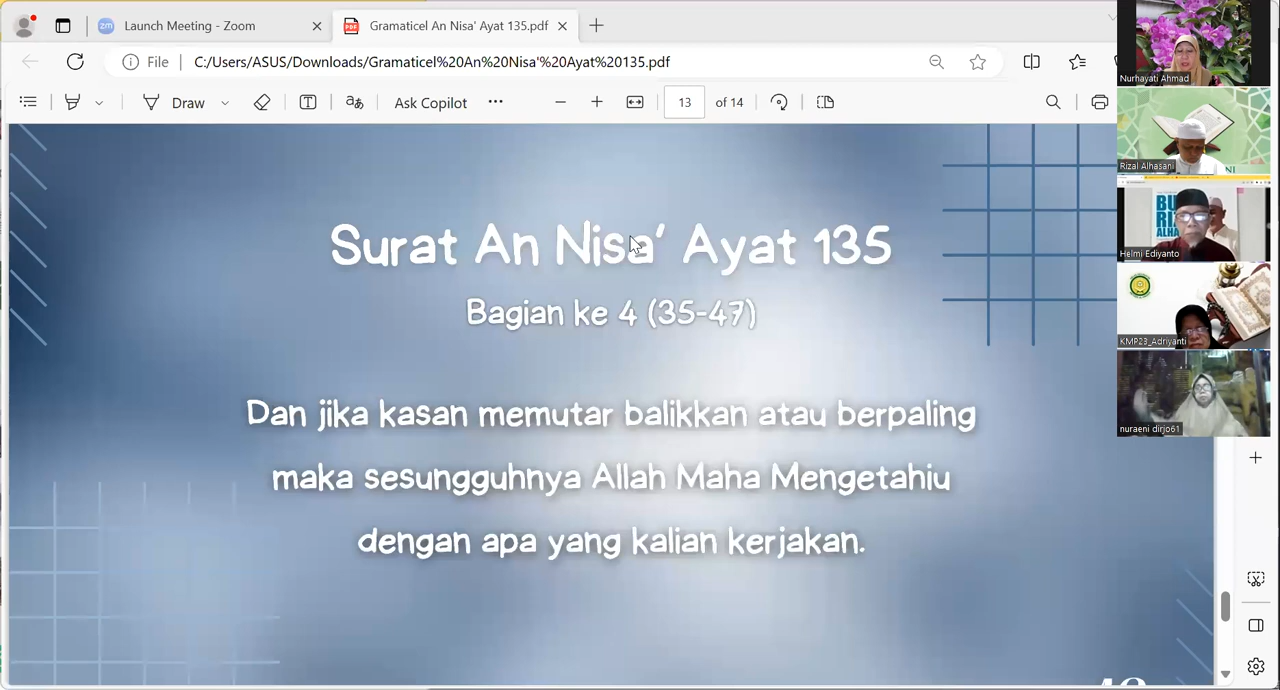 Launch Meeting - Zoom
Gramaticel An Nisa' Ayat 135.pdf
File
C:/Users/ASUS/Downloads/Gramaticel%20An%20Nisa'%20Ayat%20135.pdf
Draw
Ask Copilot
13
of 14
Surat An Nisa' Ayat 135
Bagian ke 4 (35-47)
Dan jika kasan memutar balikkan atau berpaling
maka sesungguhnya Allah Maha Mengetahiu
dengan apa yang kalian kerjakan.
Nurhayati Ahmad
Rizal Alhasani
Helmi Ediyanto
KMP23_Adriyanti
nuraeni dirjo61